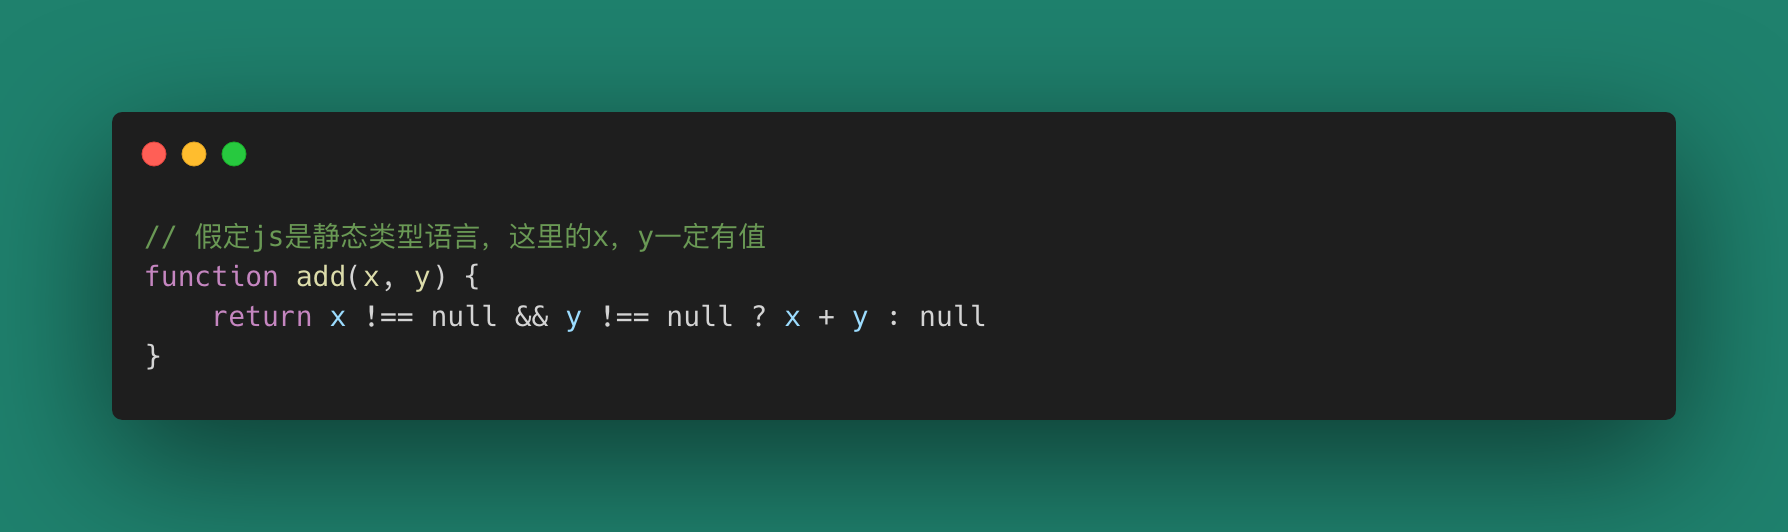 // 假定js是静态类型语言，这里的x，y一定有值
function add(x, y) {
    return x !== null && y !== null ? x + y : null
}